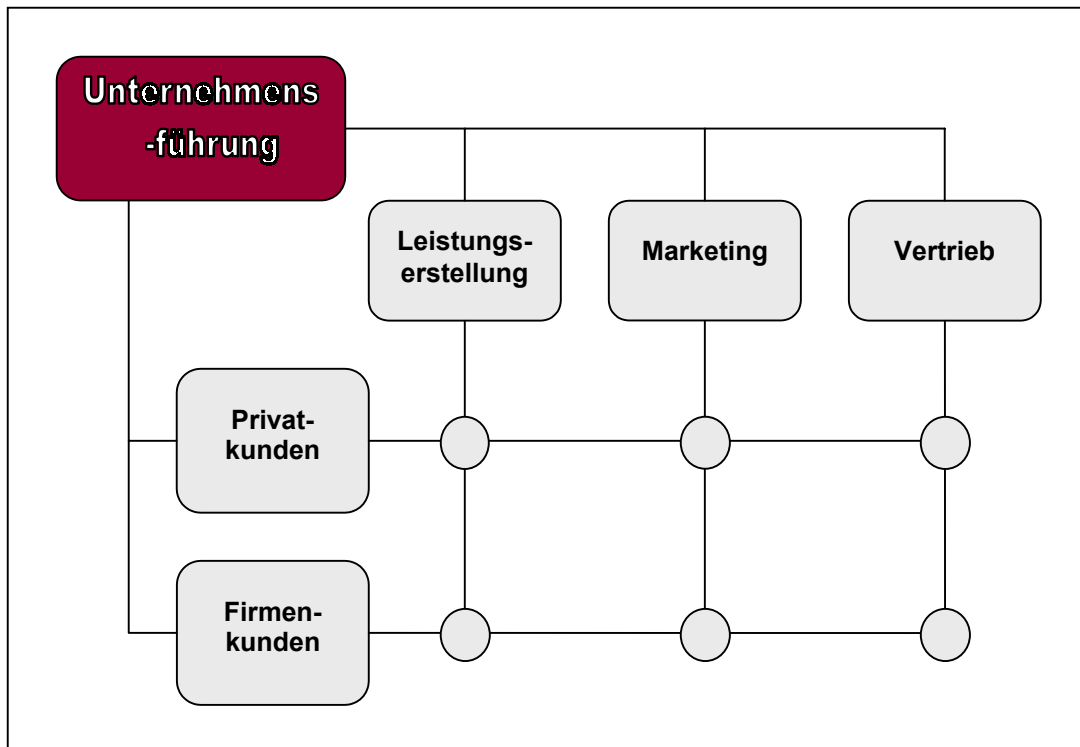 Unternehmens
-führung
Leistungs-
erstellung
Marketing
Vertrieb
Privat-
kunden
Firmen-
kunden